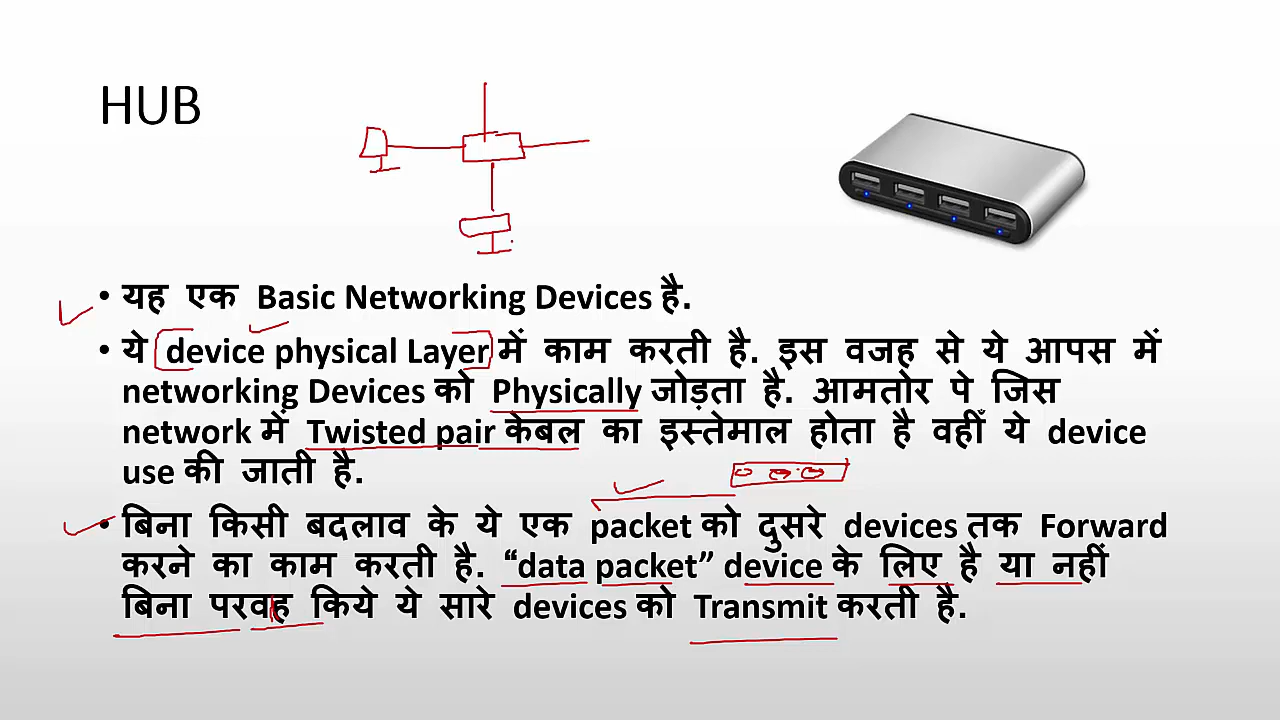 HUB
• यह एक Basic Networking Devices है.
• ये device physical Layer में काम करती है. इस वजह से ये आपस में
networking Devices को Physically जोड़ता है. आमतोर पे जिस
network में Twisted pair केबल का इस्तेमाल होता है वहीँ ये device
use की जाती है.
• बिना किसी बदलाव के ये एक packet को दुसरे devices तक Forward
करने का काम करती है. “data packet” device के लिए है या नहीं
बिना परवाह किये ये सारे devices को Transmit करती है.